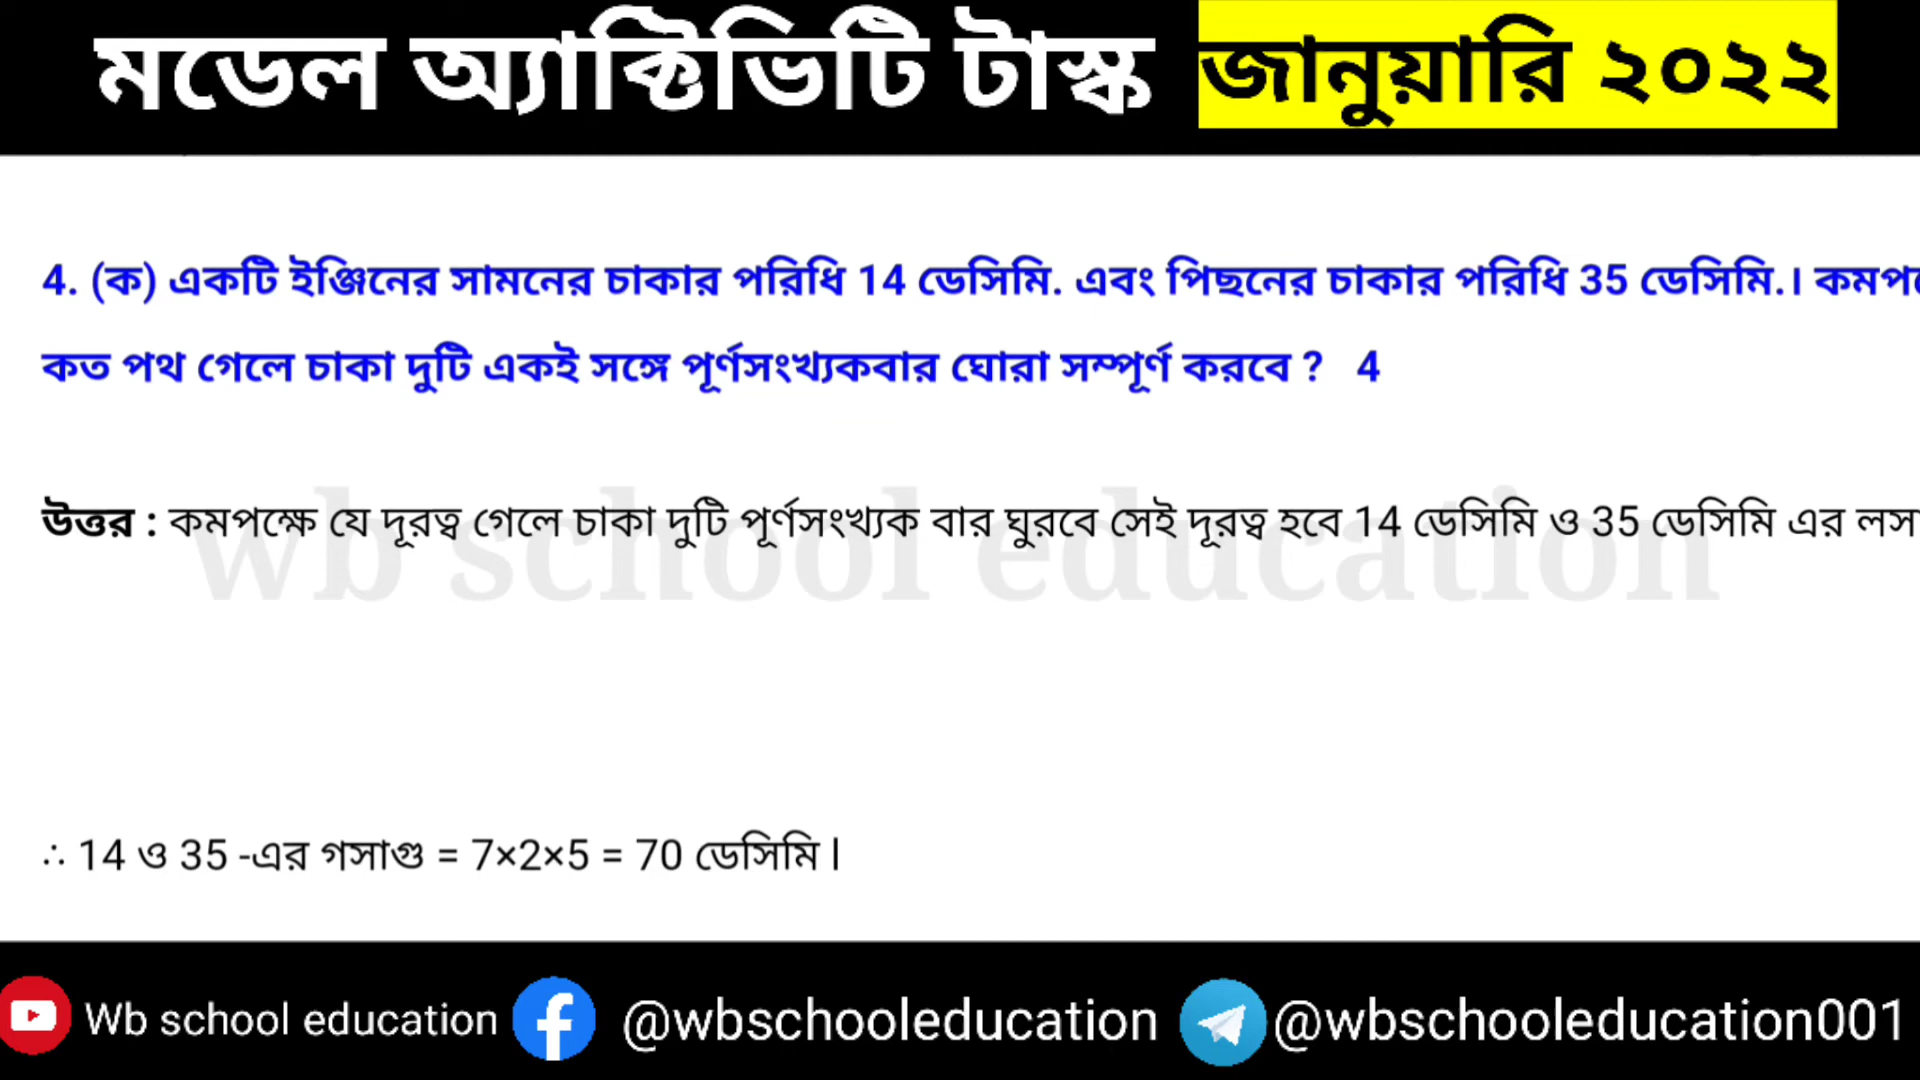 মডেল অ্যাক্টিভিটি টাস্ক জানুয়ারি ২০২২
4. (ক) একটি ইঞ্জিনের সামনের চাকার পরিধি 14 ডেসিমি. এবং পিছনের চাকার পরিধি 35 ডেসিমি.। কমপ
কত পথ গেলে চাকা দুটি একই সঙ্গে পূর্ণসংখ্যকবার ঘোরা সম্পূর্ণ করবে ? 4
উত্তর : কমপক্ষে যে দূরত্ব গেলে চাকা দুটি পূর্ণসংখ্যক বার ঘুরবে সেই দূরত্ব হবে 14 ডেসিমি ও 35 ডেসিমি এর লস
wb school education
∴ 14 ও 35 -এর গসাগু = 7×2×5 = 70 ডেসিমি।
Wb school education @wbschooleducation @wbschooleducation001